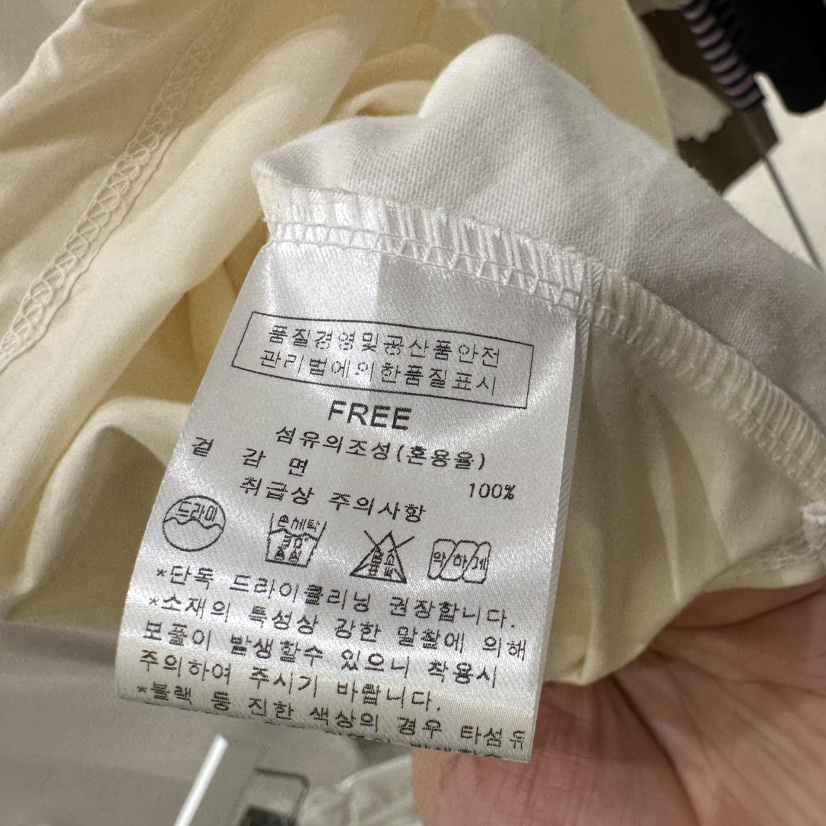 품질경영및공산품안전
관리법에의한품질표시
FREE
섬유의조성(혼용율)
겉 감 면 100%
취급상 주의사항
드라이
손세탁
중성
염소표백
약하게
*단독 드라이클리닝 권장합니다.
*소재의 특성상 강한 말찰에 의해
보풀이 발생할수 있으니 착용시
주의하여 주시기 바랍니다.
*블랙 등 진한 색상의 경우 타섬유